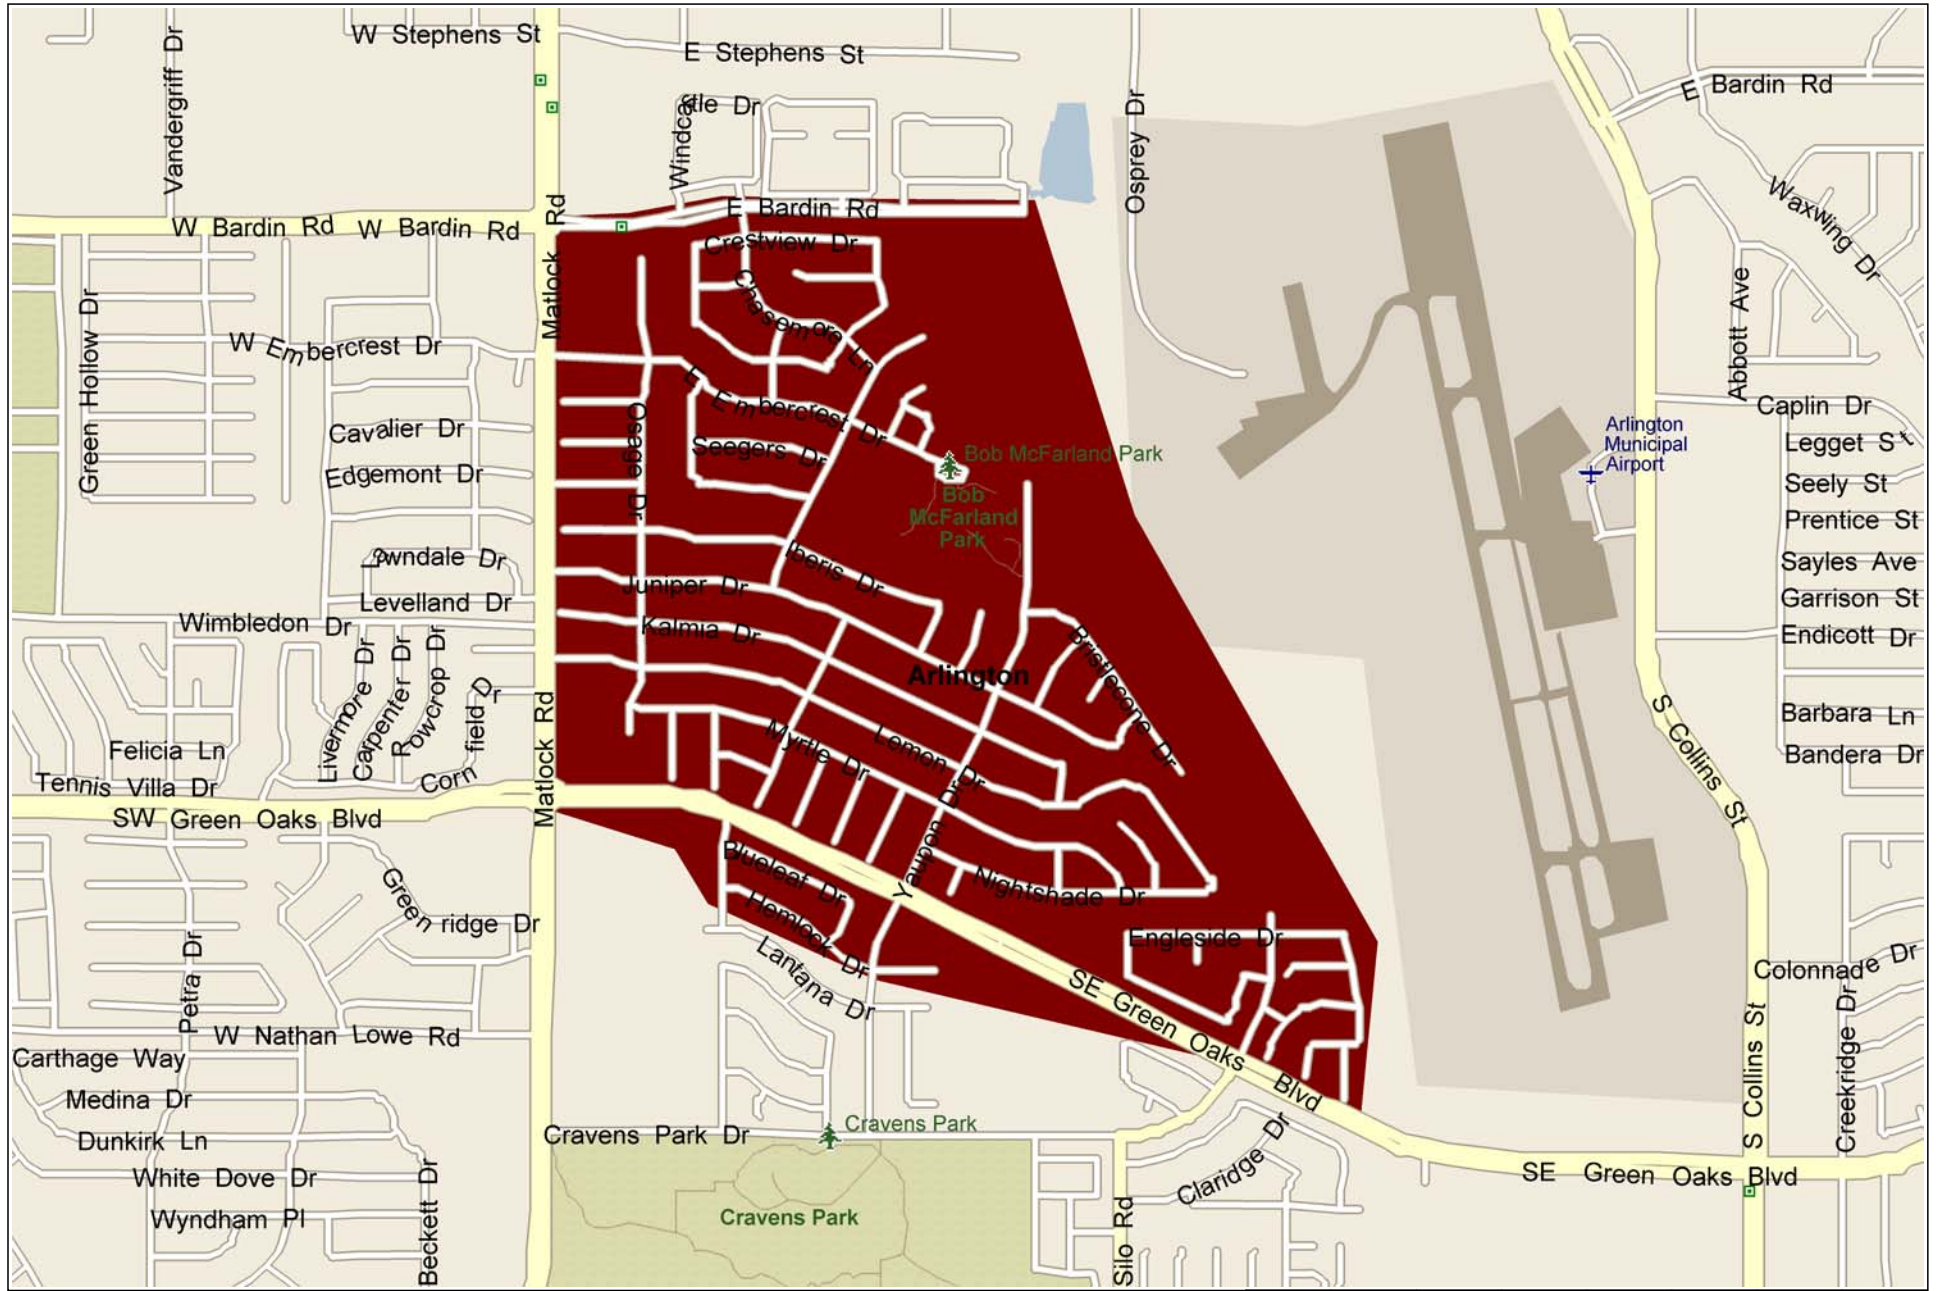 W Stephens St
E Stephens St
Vandergriff Dr
Windcastle Dr
Osprey Dr
E Bardin Rd
Waxwing Dr
W Bardin Rd
W Bardin Rd
Matlock Rd
E Bardin Rd
Crestview Dr
Chasemore Ln
Green Hollow Dr
W Embercrest Dr
E Embercrest Dr
E
Abbott Ave
Caplin Dr
Cavalier Dr
Osage Dr
Seegers Dr
Bob McFarland Park
Bob
McFarland
Park
Arlington
Municipal
Airport
Legget St
Edgemont Dr
Seely St
Prentice St
Lowndale Dr
Iberis Dr
Sayles Ave
Juniper Dr
Levelland Dr
Garrison St
Wimbledon Dr
Kalmia Dr
Endicott Dr
Livermore Dr
Carpenter Dr
Rowcrop Dr
Cornfield Dr
Arlington
Bristlecone Dr
Matlock Rd
S Collins St
Barbara Ln
Felicia Ln
Myrtle Dr
Lemon Dr
Bandera Dr
Tennis Villa Dr
SW Green Oaks Blvd
Yaupon Dr
Blueleaf Dr
Nightshade Dr
Greenridge Dr
Hemlock Dr
Lantana Dr
Engleside Dr
Petra Dr
SE Green Oaks Blvd
Colonnade Dr
W Nathan Lowe Rd
Carthage Way
S Collins St
Creekridge Dr
Medina Dr
Cravens Park Dr
Cravens Park
Dunkirk Ln
Claridge Dr
White Dove Dr
SE Green Oaks Blvd
Wyndham Pl
Beckett Dr
Cravens Park
Silo Rd